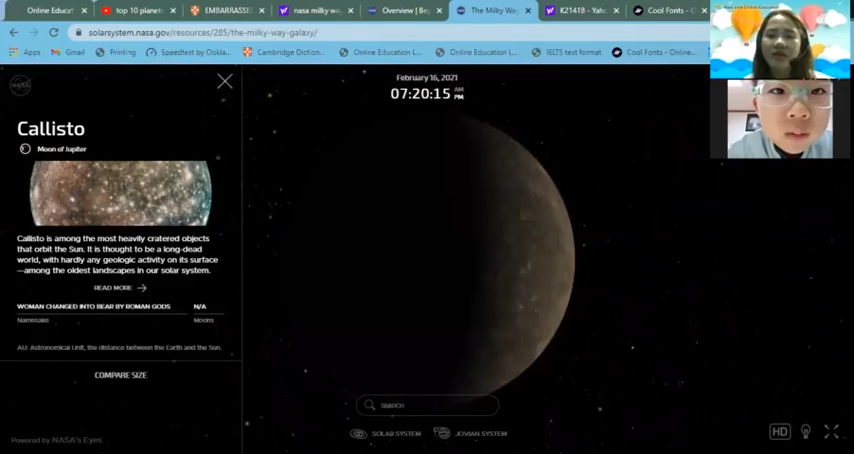 Online Educat
top 10 planet
EMBARRASSE
nasa milky wa
Overview | Be
The Milky Wa
K21418 - Yaho
Cool Fonts - O
solarsystem.nasa.gov/resources/285/the-milky-way-galaxy/
Apps
Gmail
Printing
Speedtest by Ookla...
Cambridge Diction...
Online Education L...
Online Education L...
IELTS test format
Cool Fonts - Online...
February 16, 2021
07:20:15 AM PM
Callisto
Moon of Jupiter
Callisto is among the most heavily cratered objects
that orbit the Sun. It is thought to be a long-dead
world, with hardly any geologic activity on its surface
—among the oldest landscapes in our solar system.
READ MORE
WOMAN CHANGED INTO BEAR BY ROMAN GODS N/A
Namesake Moons
AU: Astronomical Unit, the distance between the Earth and the Sun.
COMPARE SIZE
SEARCH
SOLAR SYSTEM
JOVIAN SYSTEM
Powered by NASA's Eyes
HD